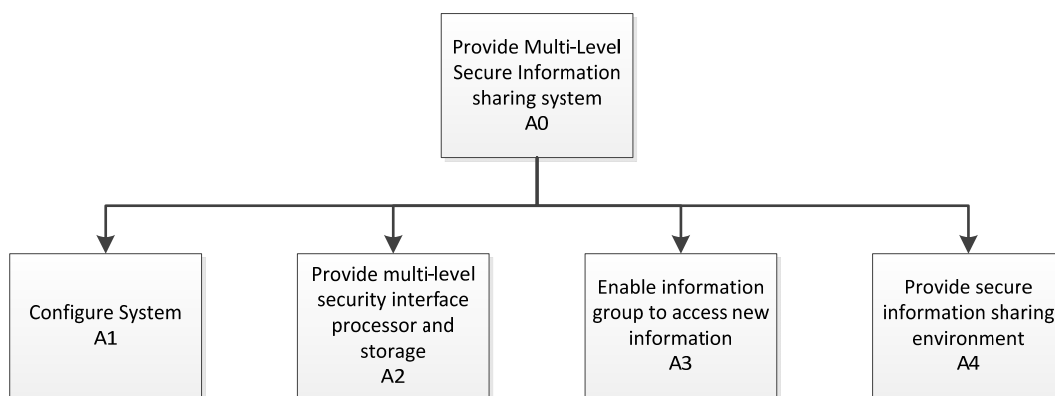 Provide Multi-Level
Secure Information
sharing system
A0
Configure System
A1
Provide multi-level
security interface
processor and
storage
A2
Enable information
group to access new
information
A3
Provide secure
information sharing
environment
A4